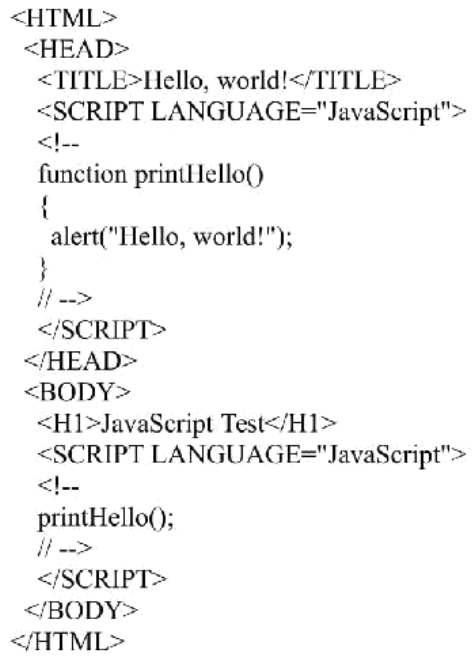 <HTML>
<HEAD>
<TITLE>Hello, world!</TITLE>
<SCRIPT LANGUAGE="JavaScript">
<!--
function printHello()
{
alert("Hello, world!");
}
// -->
</SCRIPT>
</HEAD>
<BODY>
<H1>JavaScript Test</H1>
<SCRIPT LANGUAGE="JavaScript">
<!--
printHello();
// -->
</SCRIPT>
</BODY>
</HTML>